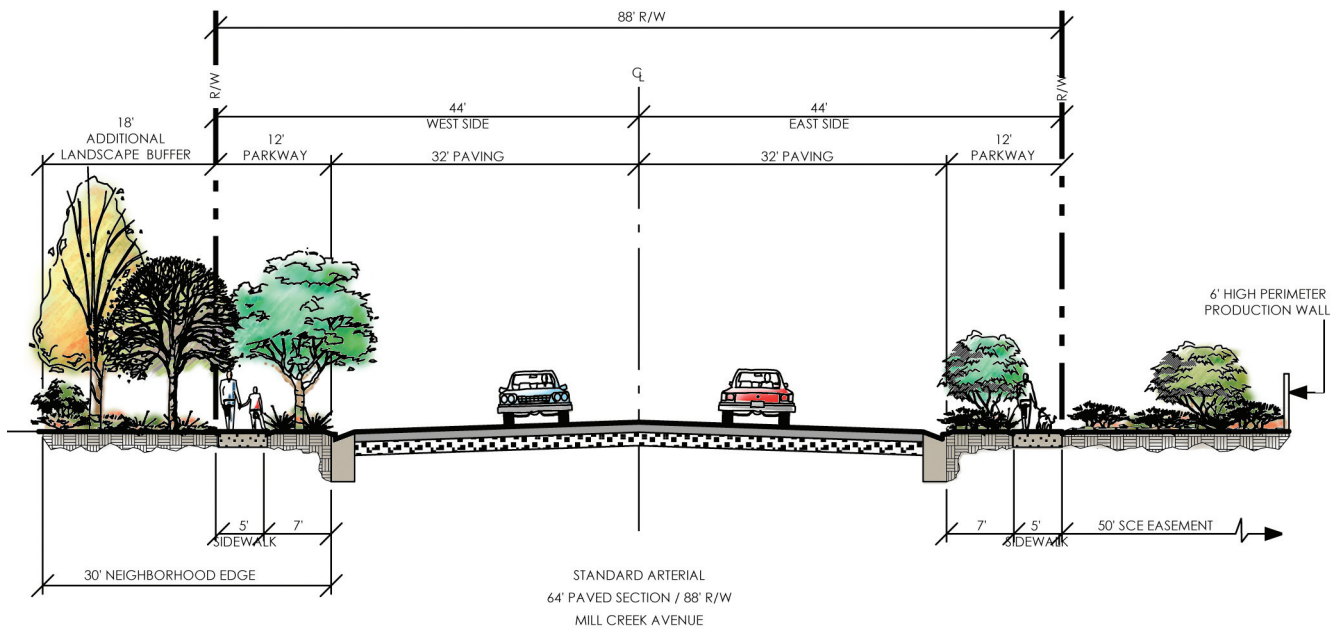 88' R/W
R/W
℄
R/W
44'
WEST SIDE
44'
EAST SIDE
18'
ADDITIONAL
LANDSCAPE BUFFER
12'
PARKWAY
32' PAVING
32' PAVING
12'
PARKWAY
6' HIGH PERIMETER
PRODUCTION WALL
5'
SIDEWALK
7'
7'
5'
SIDEWALK
50' SCE EASEMENT
30' NEIGHBORHOOD EDGE
STANDARD ARTERIAL
64' PAVED SECTION / 88' R/W
MILL CREEK AVENUE